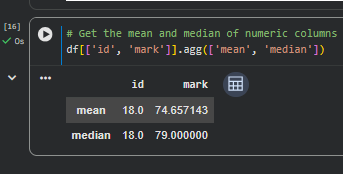 [16]
✓ 0s
# Get the mean and median of numeric columns
df[['id', 'mark']].agg(['mean', 'median'])
id mark
mean 18.0 74.657143
median 18.0 79.000000